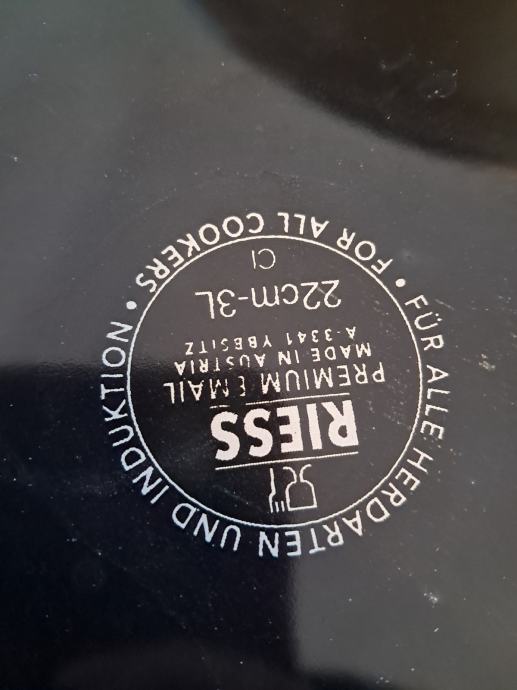 FÜR ALLE HERDARTEN UND INDUKTION •
RIESS
PREMIUM EMAIL
MADE IN AUSTRIA
A-3341 YBBSITZ
22cm-3L
CI
FOR ALL COOKERS •